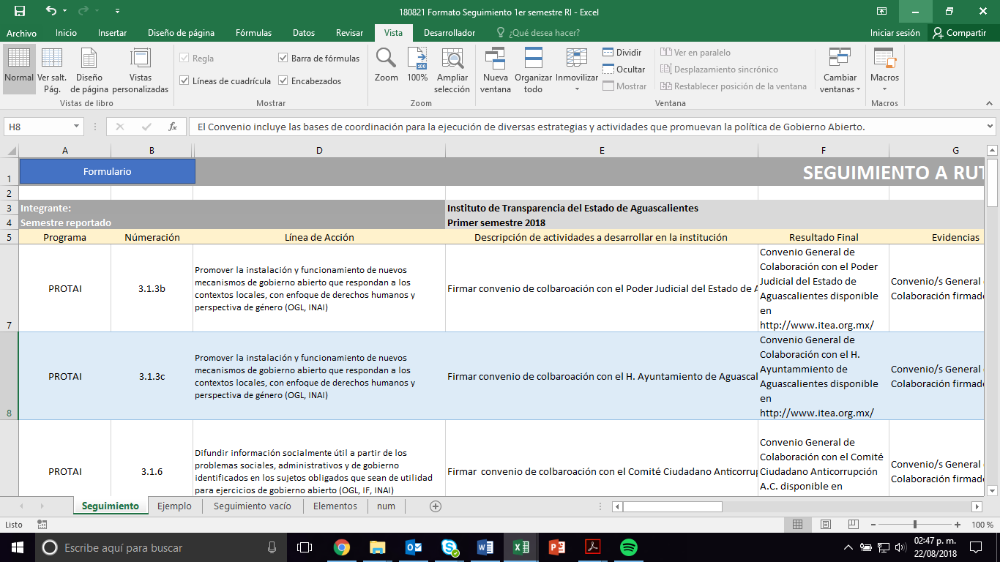 180821 Formato Seguimiento 1er semestre RI - Excel
Archivo Inicio Insertar Diseño de página Fórmulas Datos Revisar Vista Desarrollador ¿Qué desea hacer? Iniciar sesión Compartir
Normal
Ver salt. Pág.
Diseño de página
Vistas personalizadas
Vistas de libro
Regla
Barra de fórmulas
Líneas de cuadrícula
Encabezados
Mostrar
Zoom
100%
Ampliar selección
Zoom
Nueva ventana
Organizar todo
Inmovilizar
Dividir
Ocultar
Mostrar
Ver en paralelo
Desplazamiento sincrónico
Restablecer posición de la ventana
Ventana
Cambiar ventanas
Macros
Macros
H8
fx
El Convenio incluye las bases de coordinación para la ejecución de diversas estrategias y actividades que promuevan la política de Gobierno Abierto.
A B D E F G
1
Formulario
SEGUIMIENTO A RUT
2
3
Integrante:
Instituto de Transparencia del Estado de Aguascalientes
4
Semestre reportado
Primer semestre 2018
5
Programa Númeración Línea de Acción Descripción de actividades a desarrollar en la institución Resultado Final Evidencias
7
PROTAI
3.1.3b
Promover la instalación y funcionamiento de nuevos
mecanismos de gobierno abierto que respondan a los
contextos locales, con enfoque de derechos humanos y
perspectiva de género (OGL, INAI)
Firmar convenio de colbaroación con el Poder Judicial del Estado de A
Convenio General de
Colaboración con el Poder
Judicial del Estado de
Aguascalientes disponible
en
http://www.itea.org.mx/
Convenio/s General
Colaboración firmado
8
PROTAI
3.1.3c
Promover la instalación y funcionamiento de nuevos
mecanismos de gobierno abierto que respondan a los
contextos locales, con enfoque de derechos humanos y
perspectiva de género (OGL, INAI)
Firmar convenio de colbaroación con el H. Ayuntamiento de Aguascal
Convenio General de
Colaboración con el H.
Ayuntammiento de
Aguascalientes disponible
en
http://www.itea.org.mx/
Convenio/s General
Colaboración firmado
PROTAI
3.1.6
Difundir información socialmente útil a partir de los
problemas sociales, administrativos y de gobierno
identificados en los sujetos obligados que sean de utilidad
para ejercicios de gobierno abierto (OGL, IF, INAI)
Firmar convenio de colbaroación con el Comité Ciudadano Anticorrup
Convenio General de
Colaboración con el Comité
Ciudadano Anticorrupción
A.C. disponible en
Convenio/s General
Colaboración firmado
Seguimiento Ejemplo Seguimiento vacío Elementos num
Listo
100 %
Escribe aquí para buscar
02:47 p. m.
22/08/2018